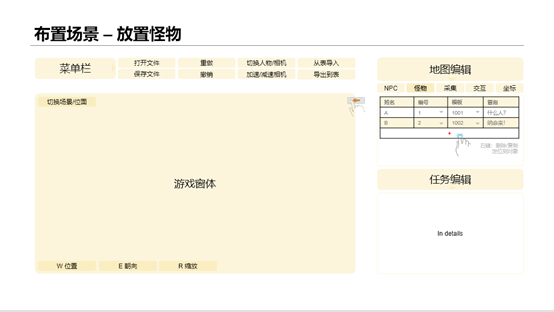 布置场景 – 放置怪物
菜单栏
打开文件
重做
切换人物/相机
从表导入
保存文件
撤销
加速/减速相机
导出到表
地图编辑
NPC 怪物 采集 交互 坐标
切换场景/位面
姓名 编号 模板 冒泡
A 1 1001 什么人?
B 2 1002
游戏窗体
任务编辑
In details
W 位置
E 朝向
R 缩放